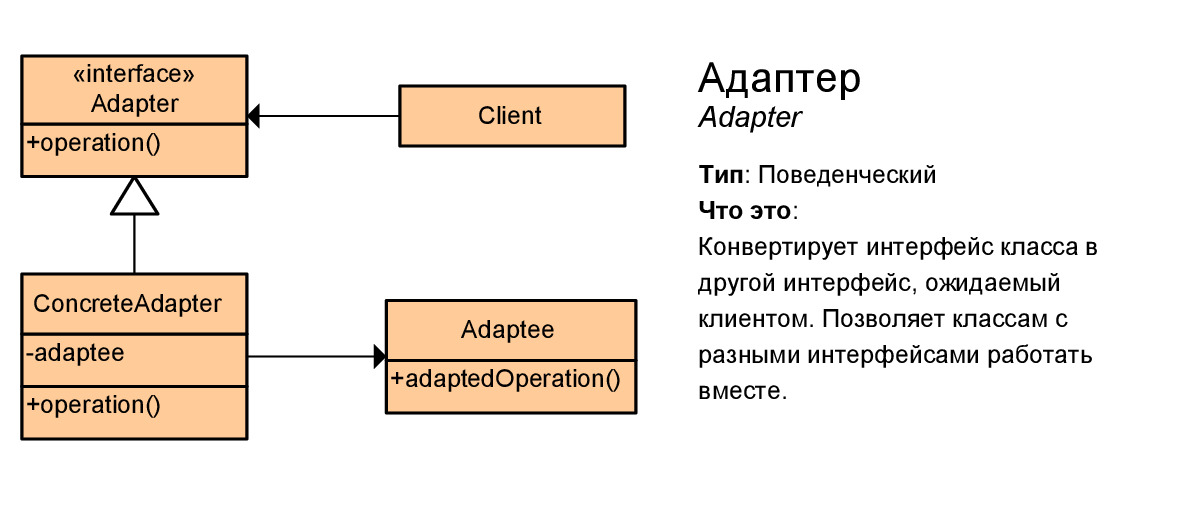 «interface»
Adapter
+operation()
Client
ConcreteAdapter
-adaptee
+operation()
Adaptee
+adaptedOperation()
Адаптер
Adapter
Тип: Поведенческий
Что это:
Конвертирует интерфейс класса в
другой интерфейс, ожидаемый
клиентом. Позволяет классам с
разными интерфейсами работать
вместе.